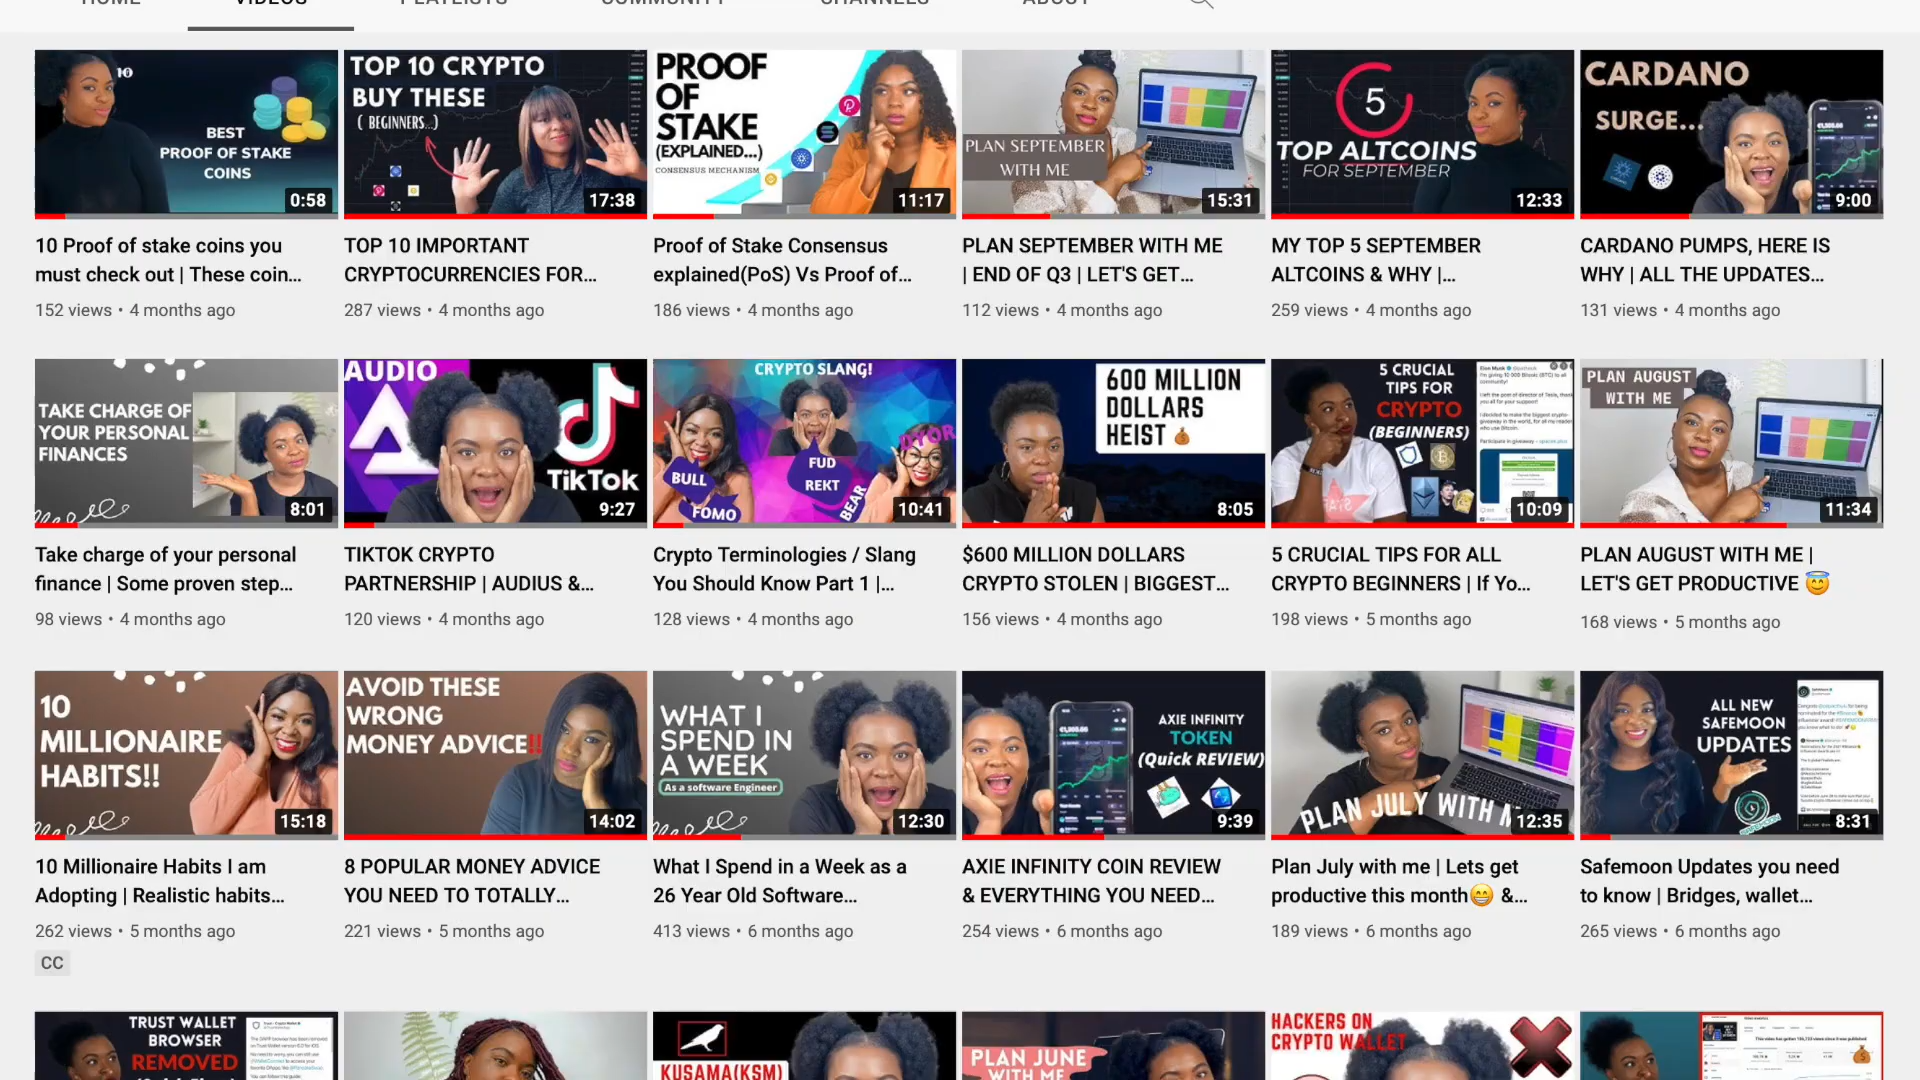 HOME VIDEOS PLAYLISTS COMMUNITY CHANNELS ABOUT
BEST
PROOF OF STAKE
COINS
0:58
10 Proof of stake coins you
must check out | These coin...
152 views • 4 months ago
TOP 10 CRYPTO
BUY THESE
( BEGINNERS...)
17:38
TOP 10 IMPORTANT
CRYPTOCURRENCIES FOR...
287 views • 4 months ago
PROOF
OF
STAKE
(EXPLAINED...)
CONSENSUS MECHANISM
11:17
Proof of Stake Consensus
explained(PoS) Vs Proof of...
186 views • 4 months ago
PLAN SEPTEMBER
WITH ME
15:31
PLAN SEPTEMBER WITH ME
| END OF Q3 | LET'S GET...
112 views • 4 months ago
5
TOP ALTCOINS
FOR SEPTEMBER
12:33
MY TOP 5 SEPTEMBER
ALTCOINS & WHY |...
259 views • 4 months ago
CARDANO
SURGE...
9:00
CARDANO PUMPS, HERE IS
WHY | ALL THE UPDATES...
131 views • 4 months ago
TAKE CHARGE OF
YOUR PERSONAL
FINANCES
8:01
Take charge of your personal
finance | Some proven step...
98 views • 4 months ago
AUDIO
TikTok
9:27
TIKTOK CRYPTO
PARTNERSHIP | AUDIUS &...
120 views • 4 months ago
CRYPTO SLANG!
DYOR
BULL
FUD
REKT
FOMO
BEAR
10:41
Crypto Terminologies / Slang
You Should Know Part 1 |...
128 views • 4 months ago
600 MILLION
DOLLARS
HEIST 💰
8:05
$600 MILLION DOLLARS
CRYPTO STOLEN | BIGGEST...
156 views • 4 months ago
5 CRUCIAL
TIPS FOR
CRYPTO
(BEGINNERS)
10:09
5 CRUCIAL TIPS FOR ALL
CRYPTO BEGINNERS | If Yo...
198 views • 5 months ago
PLAN AUGUST
WITH ME
11:34
PLAN AUGUST WITH ME |
LET'S GET PRODUCTIVE 😇
168 views • 5 months ago
10
MILLIONAIRE
HABITS!!
15:18
10 Millionaire Habits I am
Adopting | Realistic habits...
262 views • 5 months ago
CC
AVOID THESE
WRONG
MONEY ADVICE!!
14:02
8 POPULAR MONEY ADVICE
YOU NEED TO TOTALLY...
221 views • 5 months ago
WHAT I
SPEND IN
A WEEK
As a software Engineer
12:30
What I Spend in a Week as a
26 Year Old Software...
413 views • 6 months ago
AXIE INFINITY
TOKEN
(Quick REVIEW)
9:39
AXIE INFINITY COIN REVIEW
& EVERYTHING YOU NEED...
254 views • 6 months ago
PLAN JULY WITH M
12:35
Plan July with me | Lets get
productive this month😁 &...
189 views • 6 months ago
ALL NEW
SAFEMOON
UPDATES
8:31
Safemoon Updates you need
to know | Bridges, wallet...
265 views • 6 months ago
TRUST WALLET
BROWSER
REMOVED
KUSAMA(KSM)
PLAN JUNE
WITH ME
HACKERS ON
CRYPTO WALLET